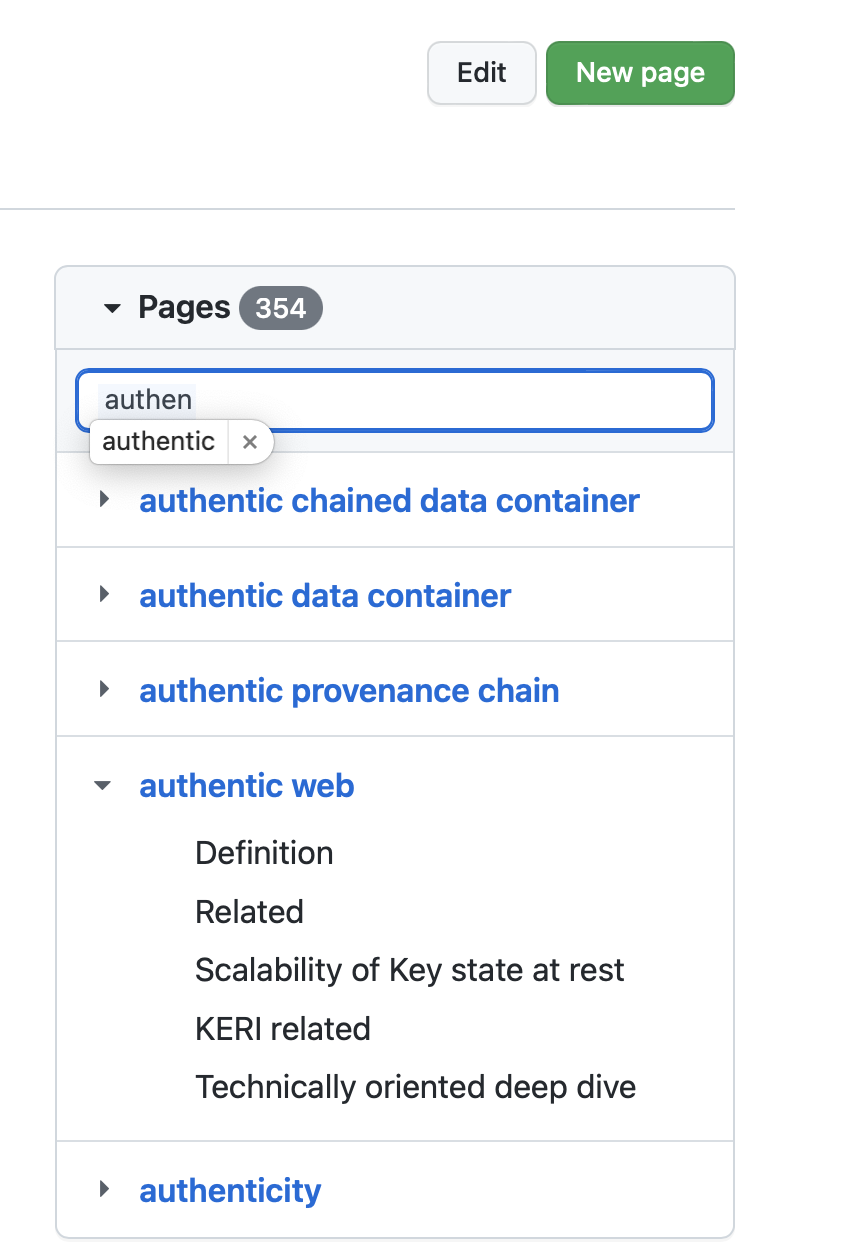 Edit New page
Pages 354
authen
authentic ×
authentic chained data container
authentic data container
authentic provenance chain
authentic web
Definition
Related
Scalability of Key state at rest
KERI related
Technically oriented deep dive
authenticity